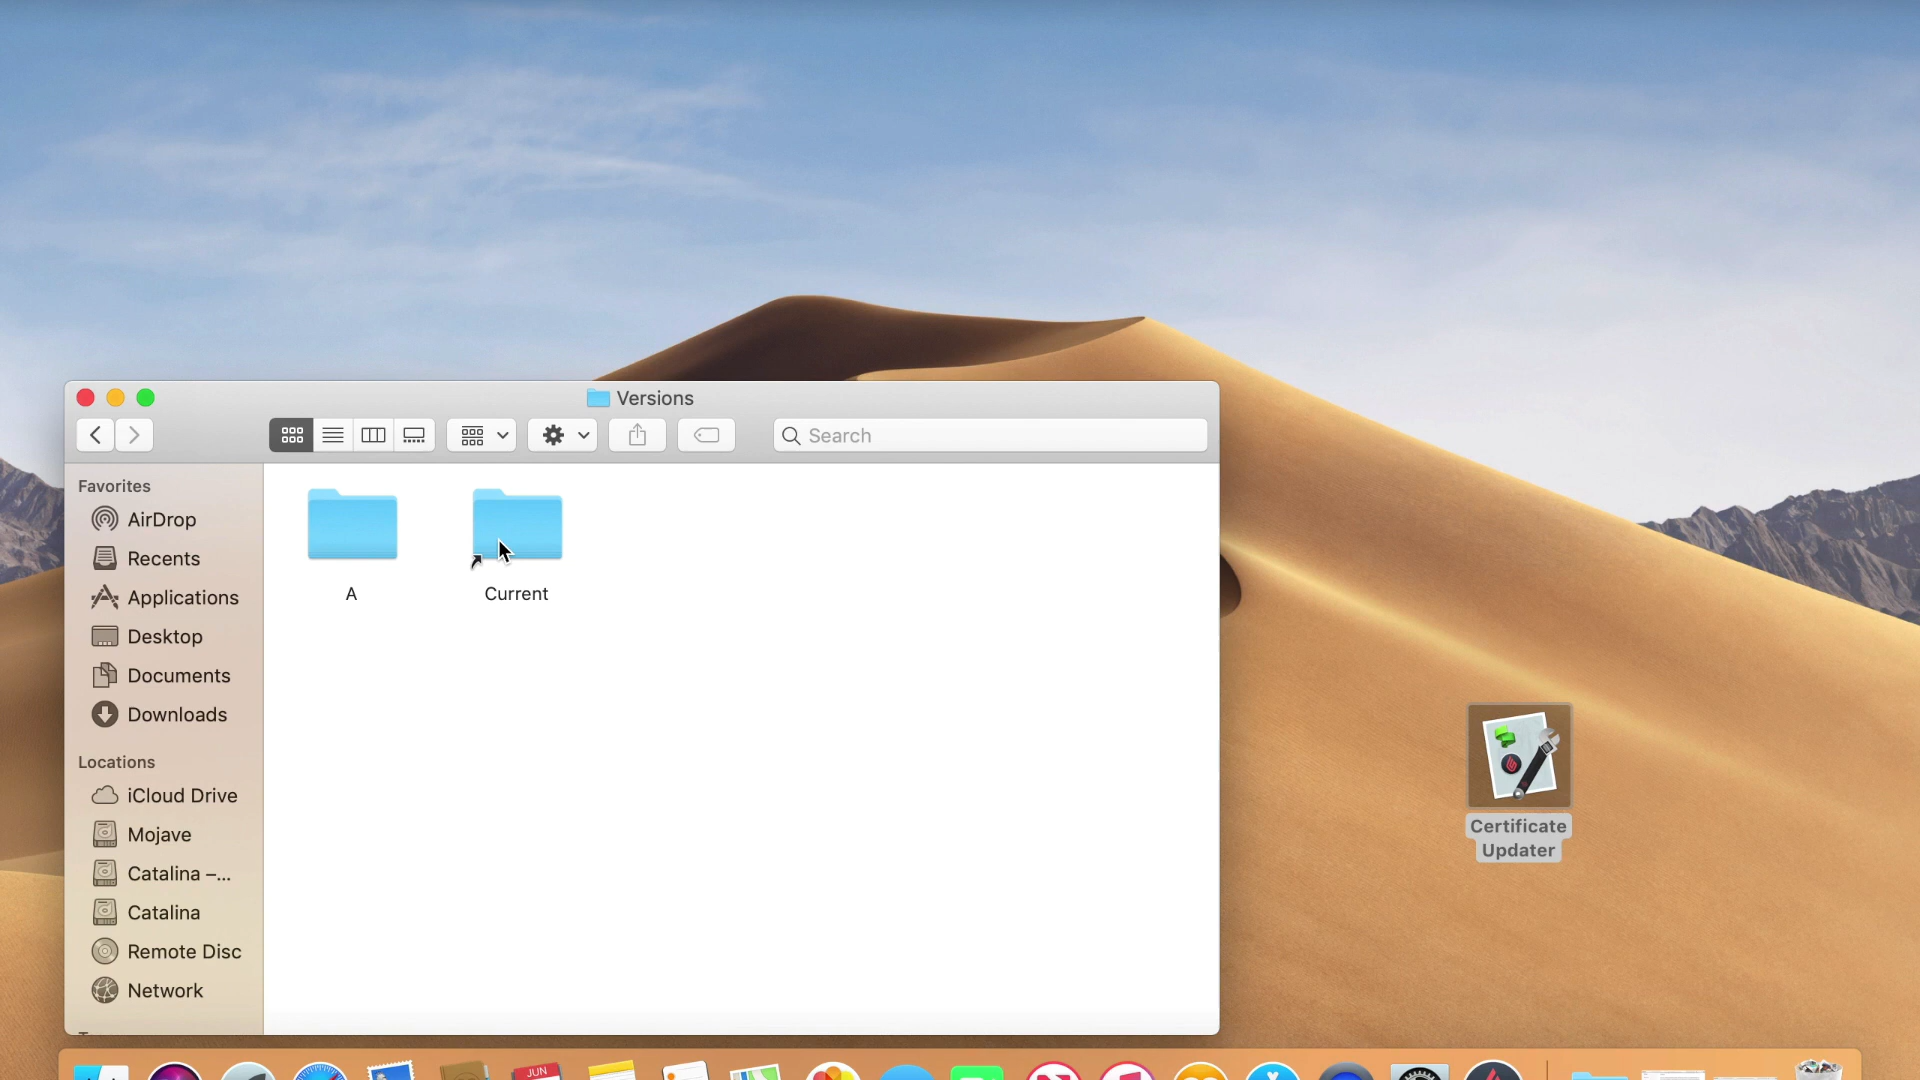 Versions
Search
Favorites
AirDrop
Recents
Applications
Desktop
Documents
Downloads
Locations
iCloud Drive
Mojave
Catalina –...
Catalina
Remote Disc
Network
A
Current
Certificate
Updater
JUN